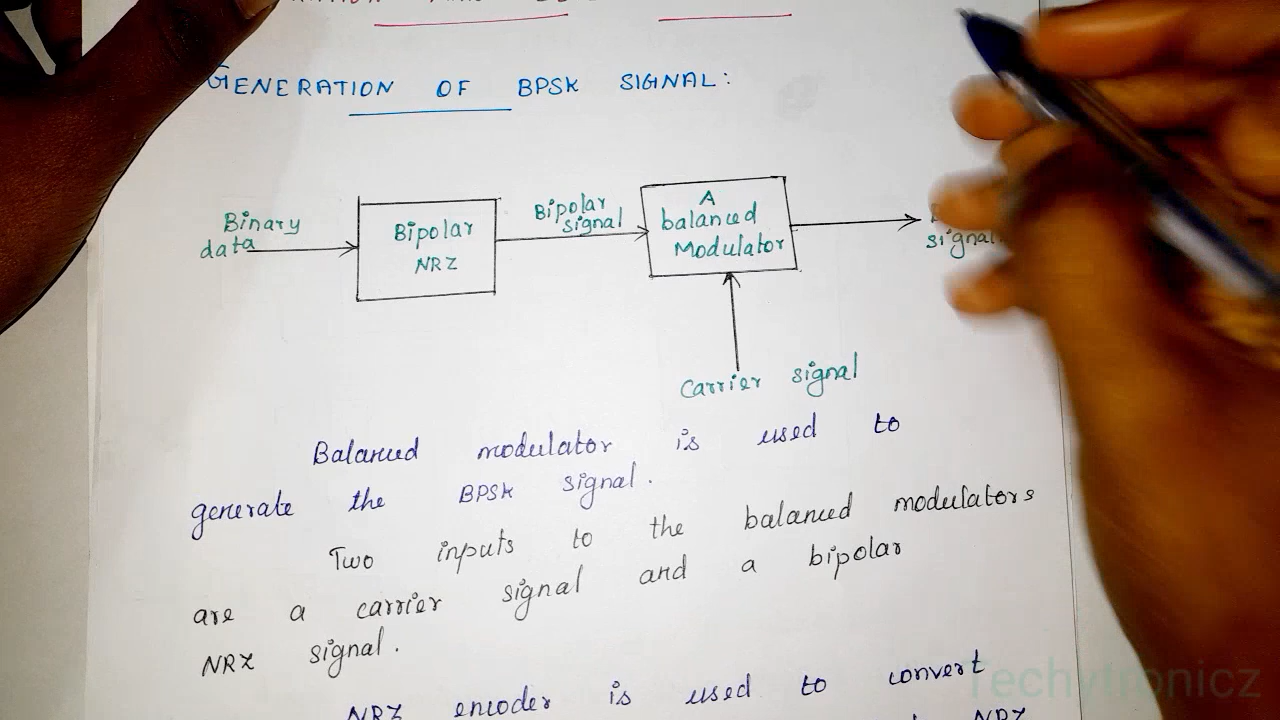 GENERATION OF BPSK SIGNAL:
Binary
data
Bipolar
NRZ
Bipolar
signal
A
balanced
Modulator
signal
Carrier signal
Balanced modulator is used to
generate the BPSK signal.
Two inputs to the balanced modulators
are a carrier signal and a bipolar
NRZ signal.
NRZ encoder is used to convert
NRZ
Techytronicz